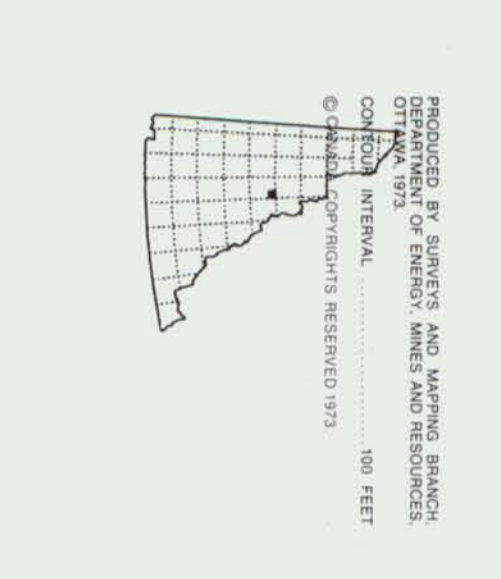 PRODUCED BY SURVEYS AND MAPPING BRANCH,
DEPARTMENT OF ENERGY, MINES AND RESOURCES,
OTTAWA, 1973.
CONTOUR INTERVAL ........................ 100 FEET
© CANADA COPYRIGHTS RESERVED 1973